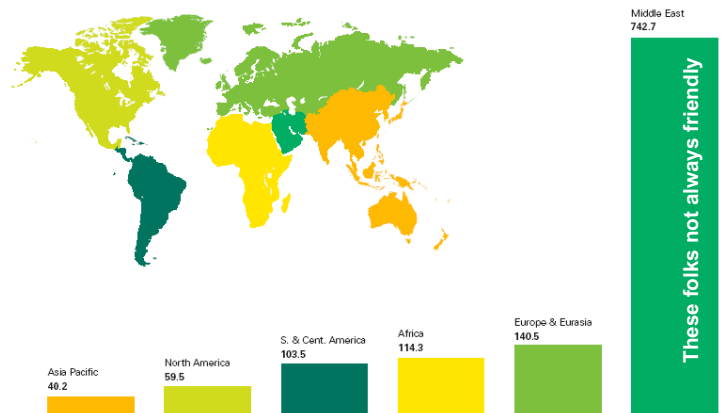 Middle East
742.7
These folks not always friendly
Europe & Eurasia
140.5
Africa
114.3
S. & Cent. America
103.5
North America
59.5
Asia Pacific
40.2